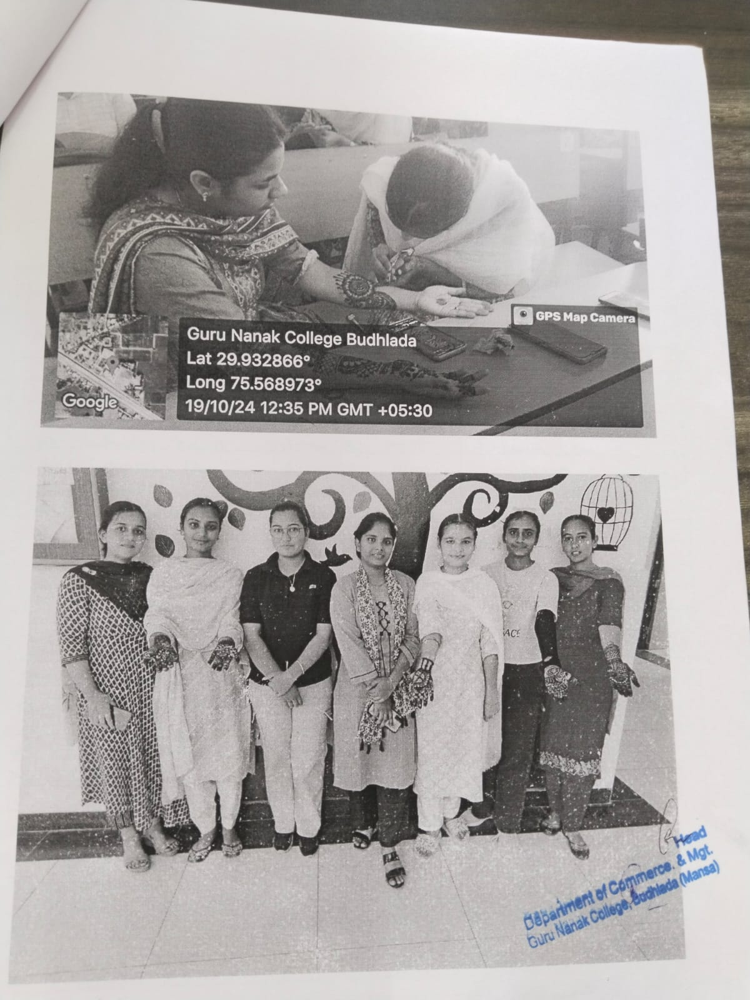 GPS Map Camera
Guru Nanak College Budhlada
Lat 29.932866°
Long 75.568973°
19/10/24 12:35 PM GMT +05:30
Google
Head
Department of Commerce. & Mgt.
Guru Nanak College, Budhlada (Mansa)